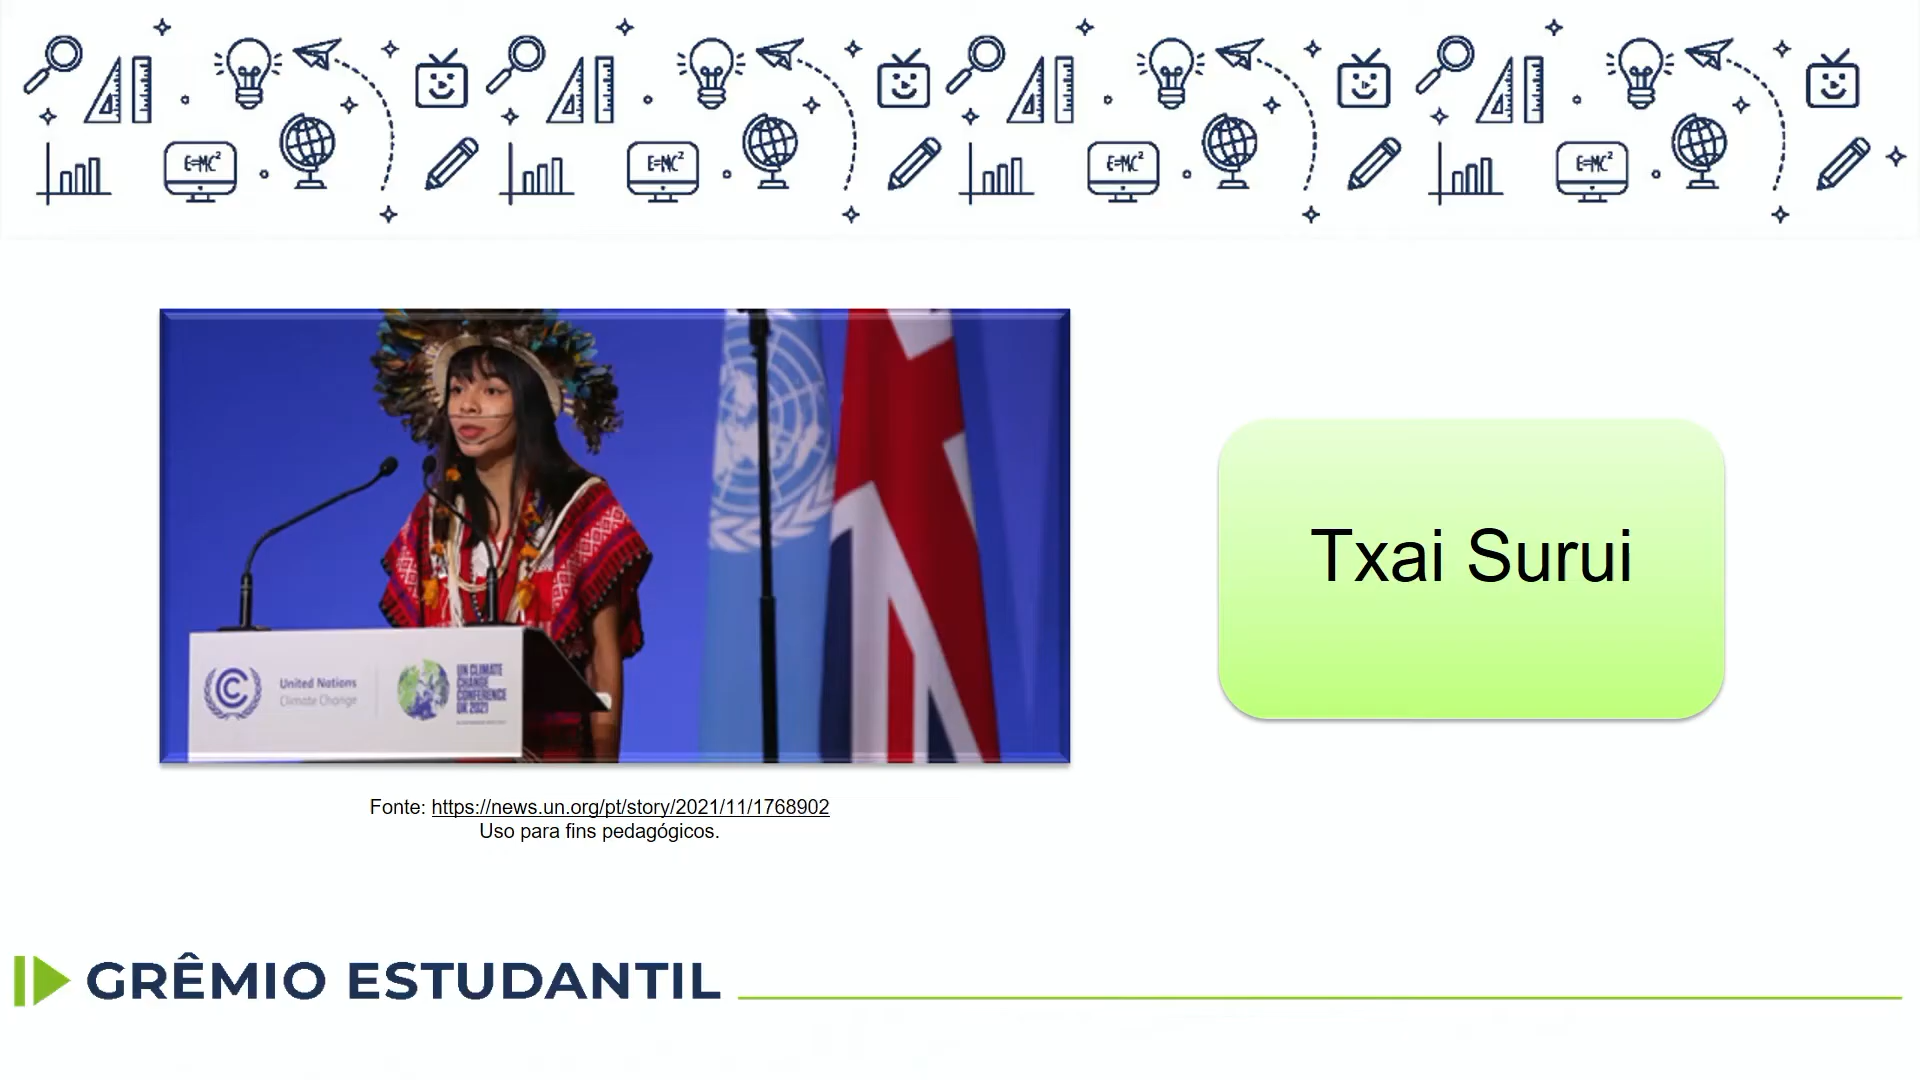 E=MC²
E=MC²
E=MC²
E=MC²
United Nations
Climate Change
UN CLIMATE
CHANGE
CONFERENCE
UK 2021
Txai Surui
Fonte: https://news.un.org/pt/story/2021/11/1768902
Uso para fins pedagógicos.
GRÊMIO ESTUDANTIL